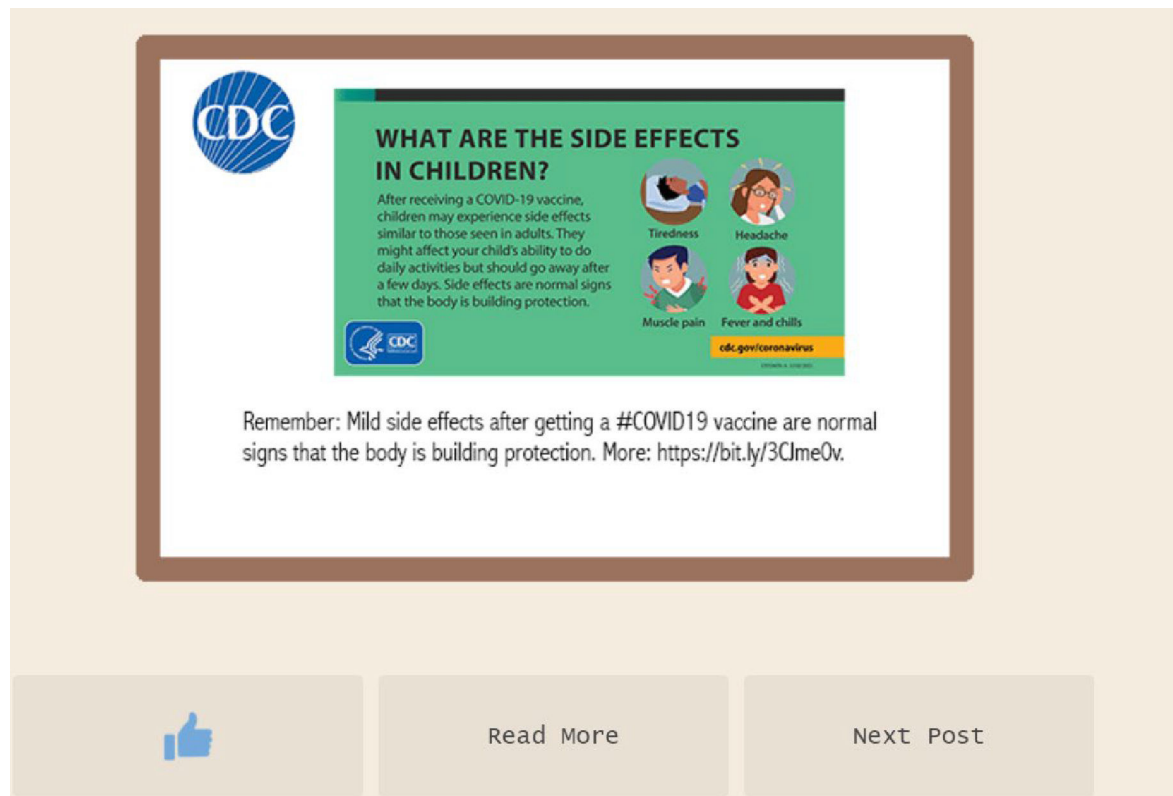 CDC
WHAT ARE THE SIDE EFFECTS
IN CHILDREN?
After receiving a COVID-19 vaccine,
children may experience side effects
similar to those seen in adults. They
might affect your child's ability to do
daily activities but should go away after
a few days. Side effects are normal signs
that the body is building protection.
Tiredness
Headache
Muscle pain
Fever and chills
CDC
cdc.gov/coronavirus
Remember: Mild side effects after getting a #COVID19 vaccine are normal
signs that the body is building protection. More: https://bit.ly/3CJme0v.
Read More
Next Post